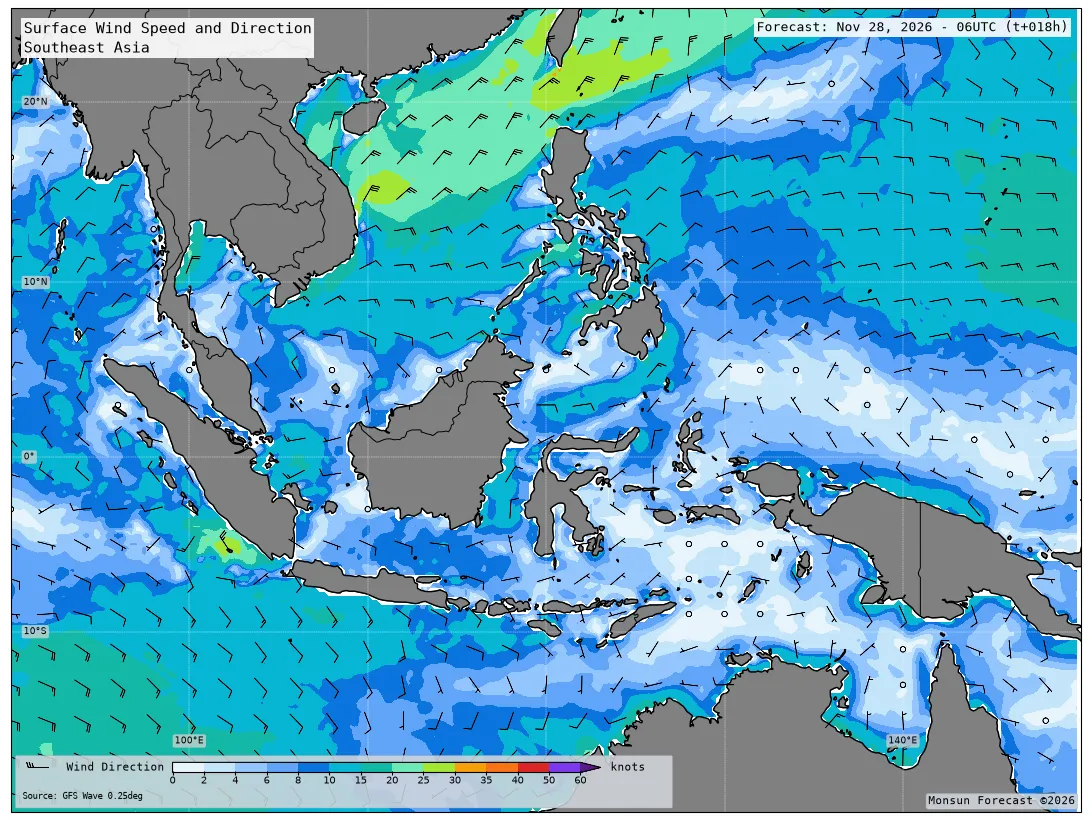 Surface Wind Speed and Direction
Southeast Asia
Forecast: Nov 28, 2026 - 06UTC (t+018h)
20°N
10°N
0°
10°S
100°E
140°E
Wind Direction
0 2 4 6 8 10 15 20 25 30 35 40 50 60
knots
Source: GFS Wave 0.25deg
Monsun Forecast ©2026